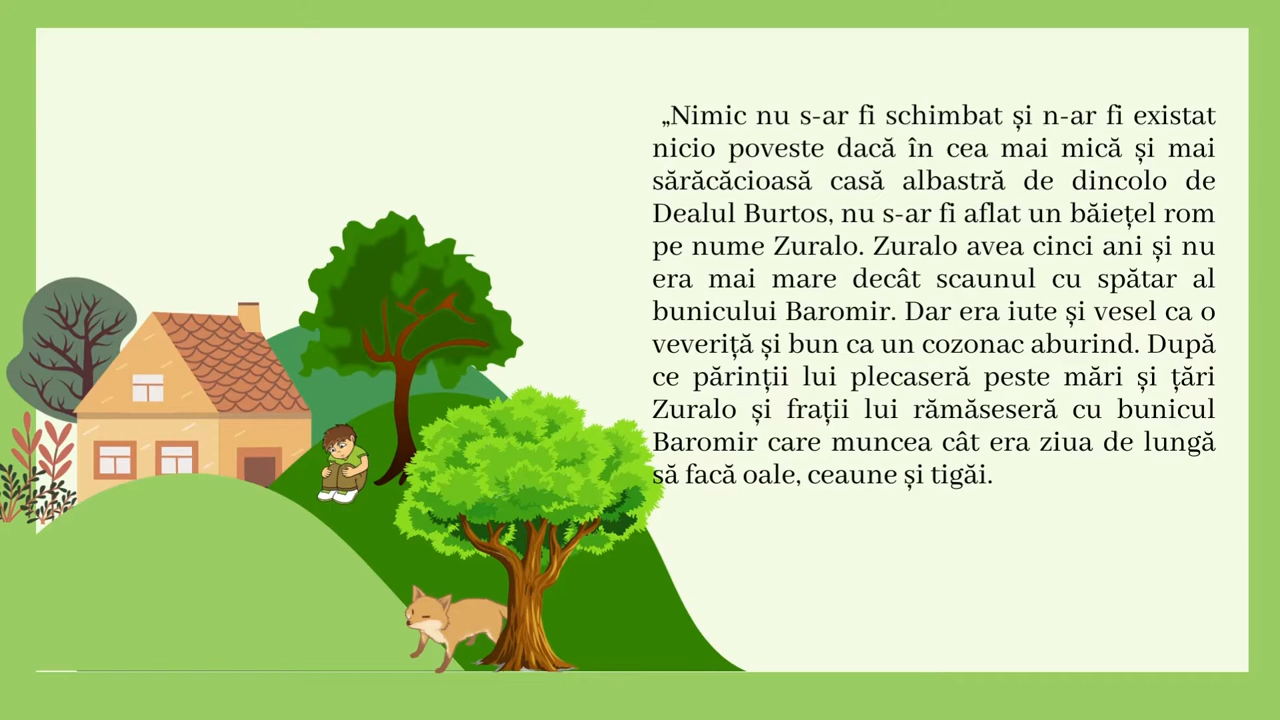 „Nimic nu s-ar fi schimbat și n-ar fi existat
nicio poveste dacă în cea mai mică și mai
sărăcăcioasă casă albastră de dincolo de
Dealul Burtos, nu s-ar fi aflat un băiețel rom
pe nume Zuralo. Zuralo avea cinci ani și nu
era mai mare decât scaunul cu spătar al
bunicului Baromir. Dar era iute și vesel ca o
veveriță și bun ca un cozonac aburind. După
ce părinții lui plecaseră peste mări și țări
Zuralo și frații lui rămăseseră cu bunicul
Baromir care muncea cât era ziua de lungă
să facă oale, ceaune și tigăi.